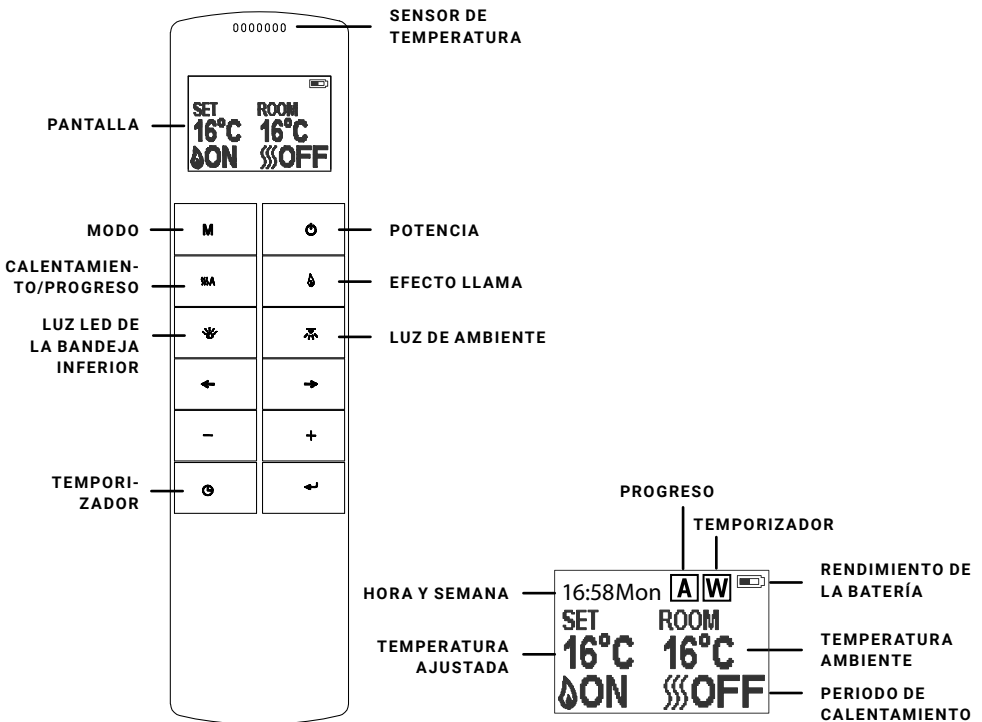 0000000
SENSOR DE
TEMPERATURA
PANTALLA
SET ROOM
16°C 16°C
ON OFF
MODO
M
POTENCIA
CALENTAMIEN-
TO/PROGRESO
A
EFECTO LLAMA
LUZ LED DE
LA BANDEJA
INFERIOR
LUZ DE AMBIENTE
←
→
-
+
TEMPORI-
ZADOR
PROGRESO
TEMPORIZADOR
HORA Y SEMANA
16:58Mon A W
RENDIMIENTO DE
LA BATERÍA
SET ROOM
TEMPERATURA
AJUSTADA
16°C 16°C
TEMPERATURA
AMBIENTE
ON OFF
PERIODO DE
CALENTAMIENTO